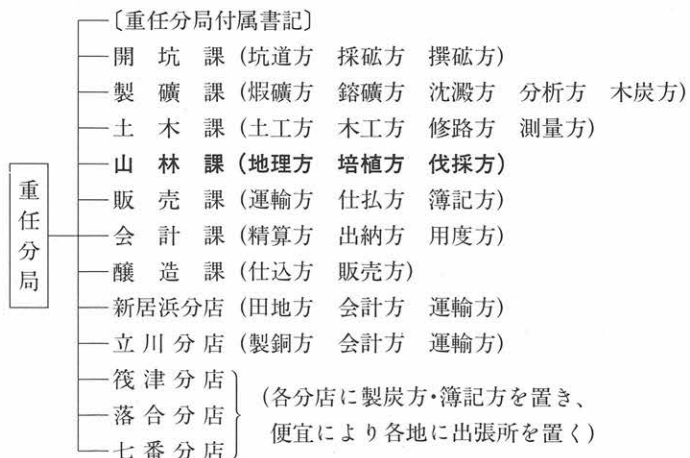 重任分局
〔重任分局付属書記〕
開坑課(坑道方 採砿方 撰砿方)
製礦課(煆礦方 鎔礦方 沈澱方 分析方 木炭方)
土木課(土工方 木工方 修路方 測量方)
山林課(地理方 培植方 伐採方)
販売課(運輸方 仕払方 簿記方)
会計課(精算方 出納方 用度方)
醸造課(仕込方 販売方)
新居浜分店(田地方 会計方 運輸方)
立川分店(製銅方 会計方 運輸方)
筏津分店
落合分店
七番分店
(各分店に製炭方・簿記方を置き、
便宜により各地に出張所を置く)